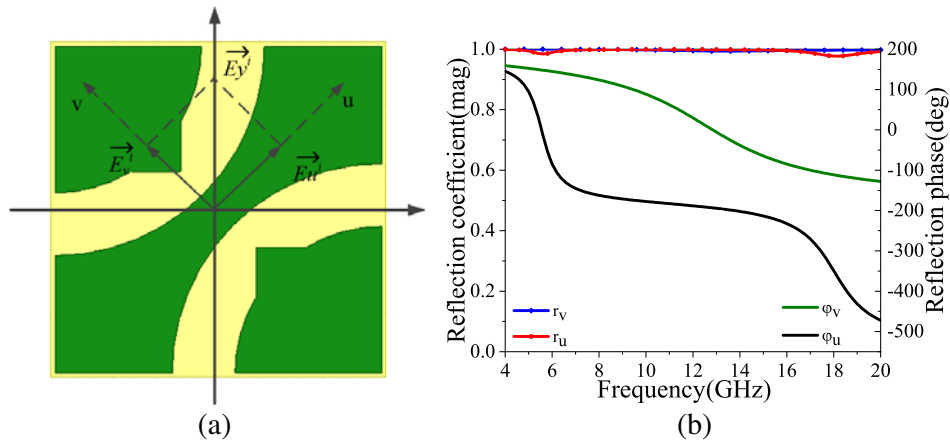 v
u
Ey^i
Ev^i
Eu^i
(a)
Reflection coefficient(mag)
1.0
0.8
0.6
0.4
0.2
0.0
4 6 8 10 12 14 16 18 20
Frequency(GHz)
200
100
0
-100
-200
-300
-400
-500
Reflection phase(deg)
r_v
r_u
φ_v
φ_u
(b)